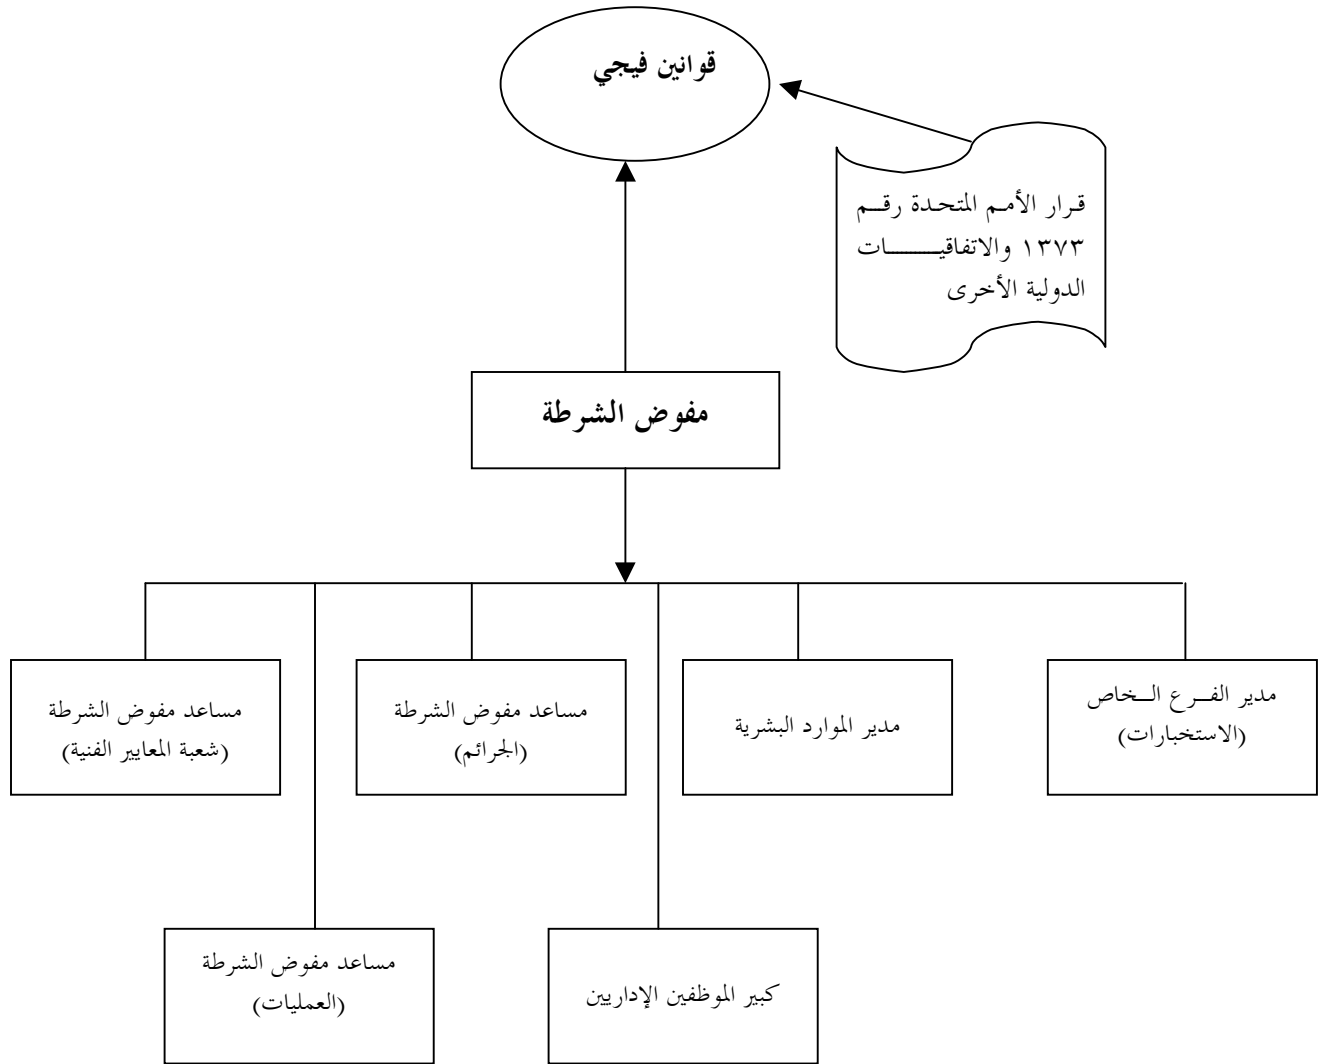 قوانين فيجي
قرار الأمم المتحدة رقم
١٣٧٣ والاتفاقيات
الدولية الأخرى
مفوض الشرطة
مدير الفرع الخاص
(الاستخبارات)
مدير الموارد البشرية
مساعد مفوض الشرطة
(الجرائم)
مساعد مفوض الشرطة
(شعبة المعايير الفنية)
كبير الموظفين الإداريين
مساعد مفوض الشرطة
(العمليات)